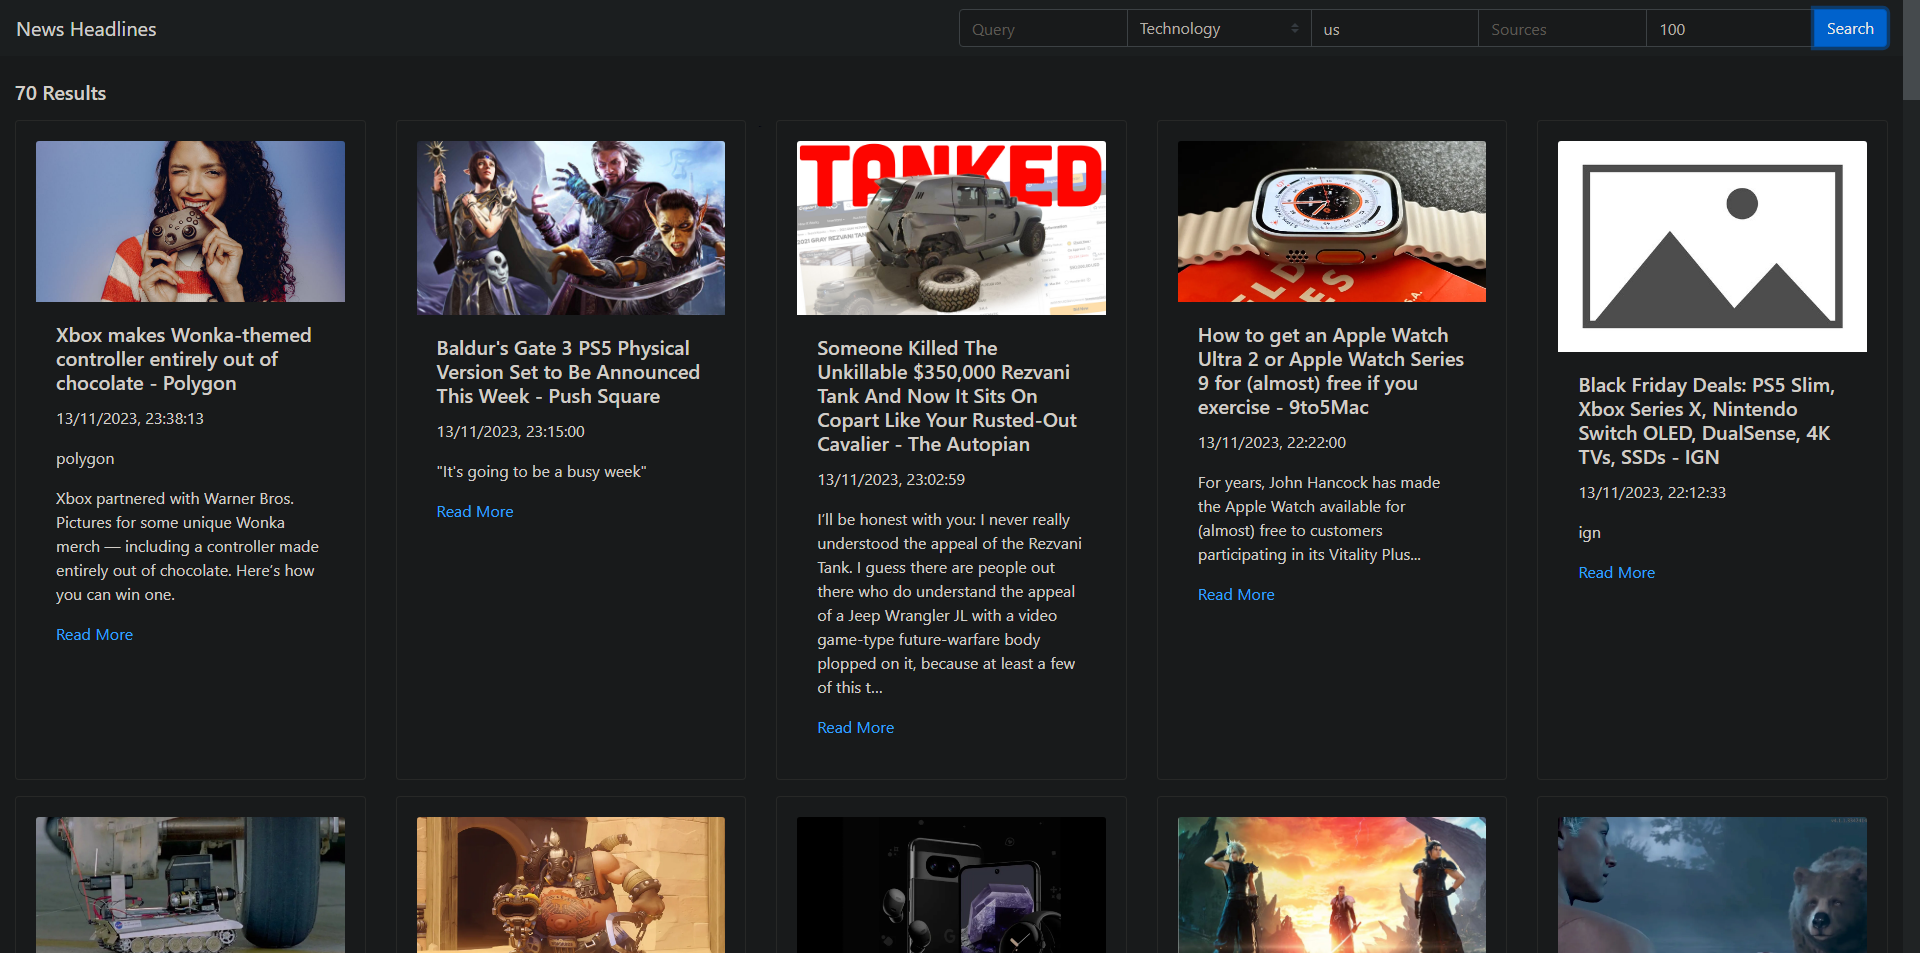 News Headlines
Query
Technology
us
Sources
100
Search
70 Results
Xbox makes Wonka-themed
controller entirely out of
chocolate - Polygon
13/11/2023, 23:38:13
polygon
Xbox partnered with Warner Bros.
Pictures for some unique Wonka
merch — including a controller made
entirely out of chocolate. Here’s how
you can win one.
Read More
Baldur's Gate 3 PS5 Physical
Version Set to Be Announced
This Week - Push Square
13/11/2023, 23:15:00
"It's going to be a busy week"
Read More
TANKED
2021 GRAY REZVANI TANK
Someone Killed The
Unkillable $350,000 Rezvani
Tank And Now It Sits On
Copart Like Your Rusted-Out
Cavalier - The Autopian
13/11/2023, 23:02:59
I’ll be honest with you: I never really
understood the appeal of the Rezvani
Tank. I guess there are people out
there who do understand the appeal
of a Jeep Wrangler JL with a video
game-type future-warfare body
plopped on it, because at least a few
of this t…
Read More
How to get an Apple Watch
Ultra 2 or Apple Watch Series
9 for (almost) free if you
exercise - 9to5Mac
13/11/2023, 22:22:00
For years, John Hancock has made
the Apple Watch available for
(almost) free to customers
participating in its Vitality Plus...
Read More
Black Friday Deals: PS5 Slim,
Xbox Series X, Nintendo
Switch OLED, DualSense, 4K
TVs, SSDs - IGN
13/11/2023, 22:12:33
ign
Read More